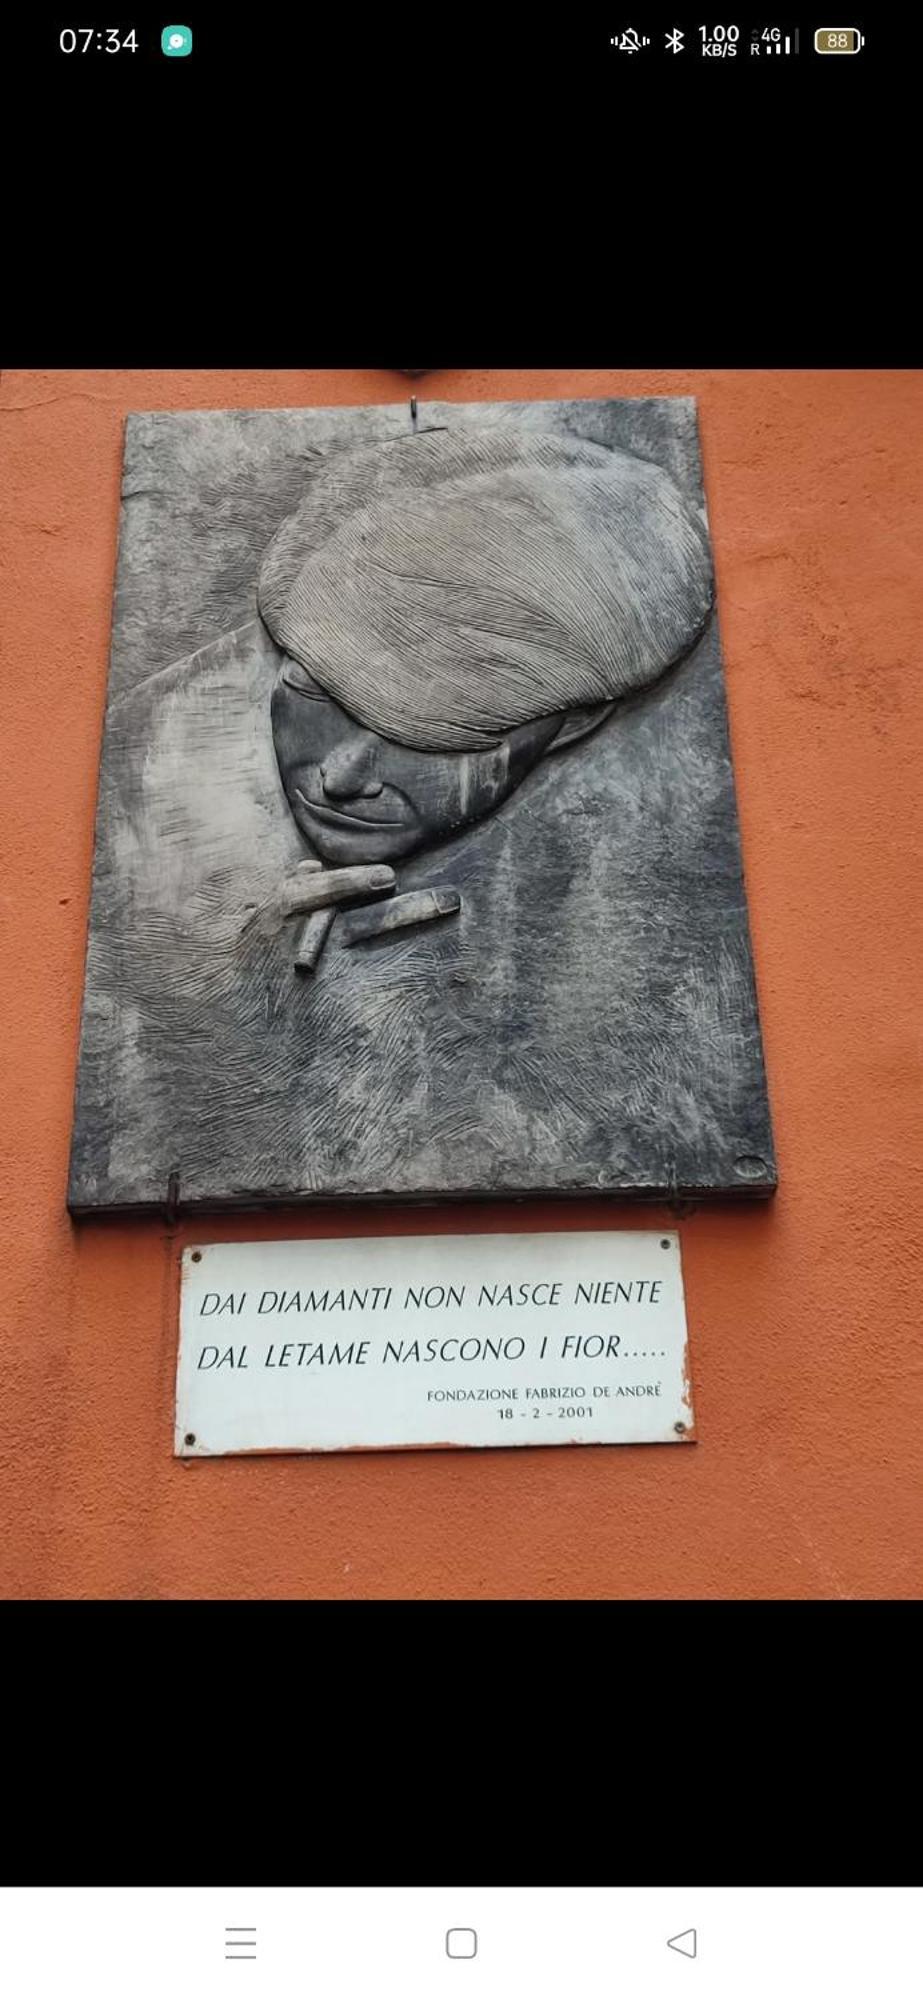 07:34
1.00
KB/S
4G
R
88
DAI DIAMANTI NON NASCE NIENTE
DAL LETAME NASCONO I FIOR.....
FONDAZIONE FABRIZIO DE ANDRÉ
18 - 2 - 2001